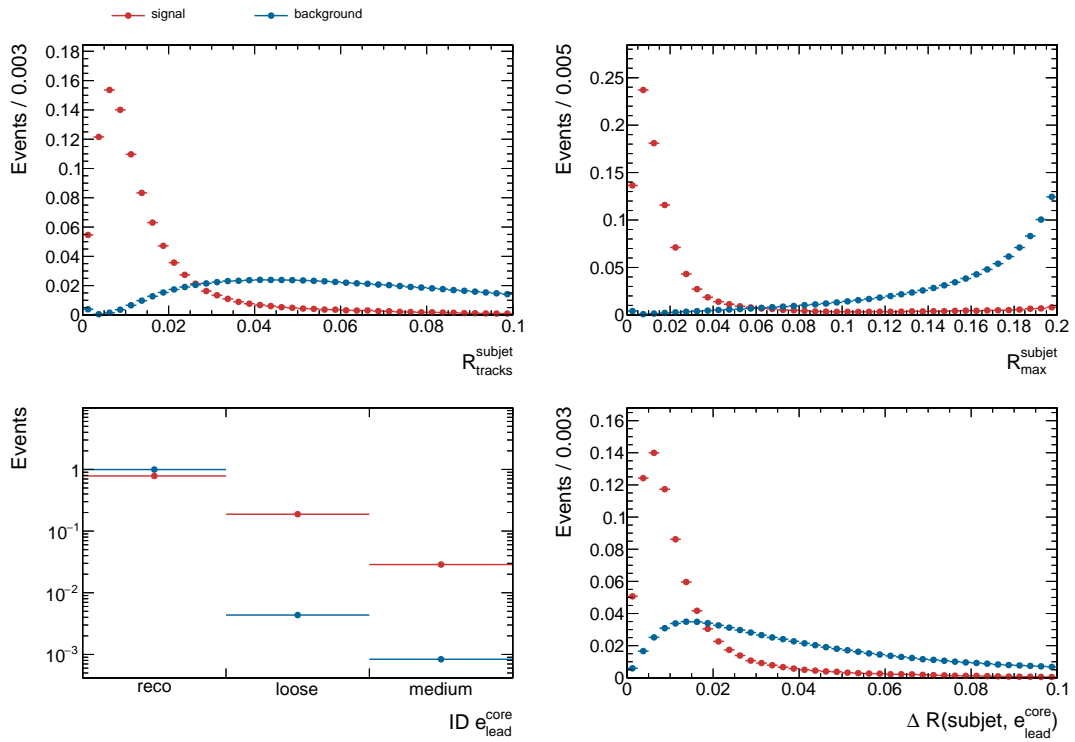 signal background
Events / 0.003
0.18
0.16
0.14
0.12
0.1
0.08
0.06
0.04
0.02
0
0 0.02 0.04 0.06 0.08 0.1
R^subjet_tracks
Events / 0.005
0.25
0.2
0.15
0.1
0.05
0
0 0.02 0.04 0.06 0.08 0.1 0.12 0.14 0.16 0.18 0.2
R^subjet_max
Events
1
10^−1
10^−2
10^−3
reco loose medium
ID e^core_lead
Events / 0.003
0.16
0.14
0.12
0.1
0.08
0.06
0.04
0.02
0
0 0.02 0.04 0.06 0.08 0.1
Δ R(subjet, e^core_lead)